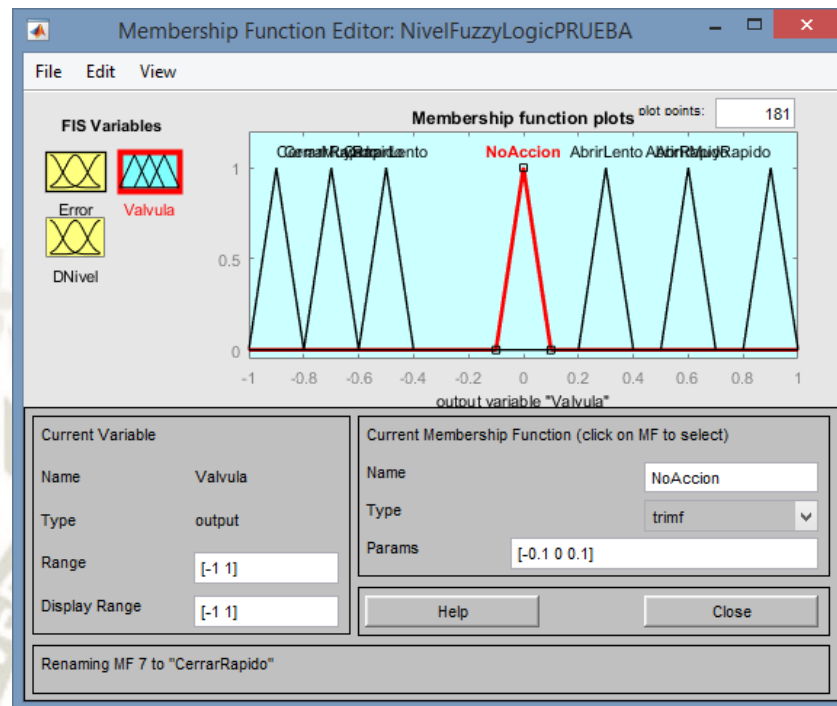 Membership Function Editor: NivelFuzzyLogicPRUEBA
File Edit View
FIS Variables
Error
Valvula
DNivel
Membership function plots
plot points:
181
NoAccion
AbrirLento
1
0.5
0
-1 -0.8 -0.6 -0.4 -0.2 0 0.2 0.4 0.6 0.8 1
output variable "Valvula"
Current Variable
Name Valvula
Type output
Range [-1 1]
Display Range [-1 1]
Current Membership Function (click on MF to select)
Name NoAccion
Type trimf
Params [-0.1 0 0.1]
Help Close
Renaming MF 7 to "CerrarRapido"